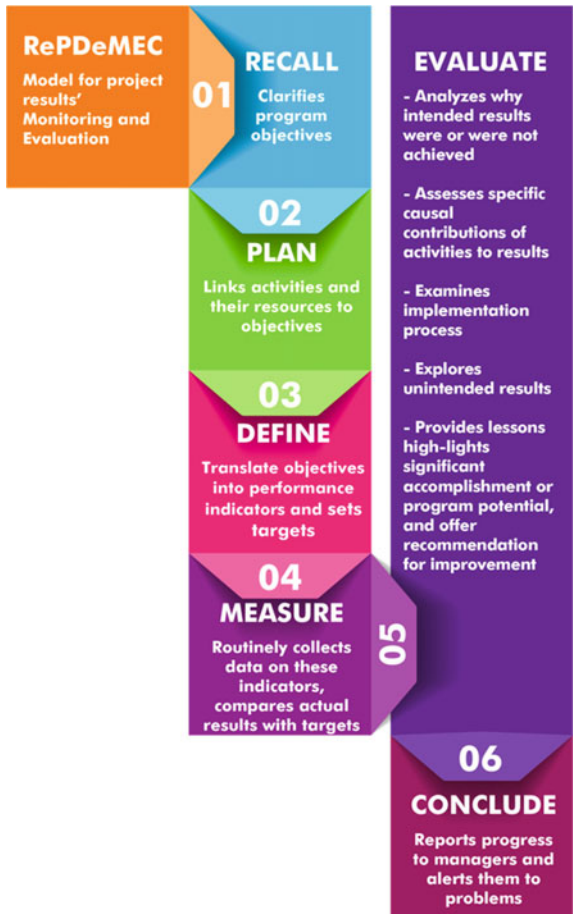 RePDeMEC
Model for project
results'
Monitoring and
Evaluation
01
RECALL
Clarifies
program
objectives
02
PLAN
Links activities and
their resources to
objectives
03
DEFINE
Translate objectives
into performance
indicators and sets
targets
04
MEASURE
Routinely collects
data on these
indicators,
compares actual
results with targets
05
EVALUATE
- Analyzes why
intended results
were or were not
achieved
- Assesses specific
causal
contributions of
activities to results
- Examines
implementation
process
- Explores
unintended results
- Provides lessons
high-lights
significant
accomplishment or
program potential,
and offer
recommendation
for improvement
06
CONCLUDE
Reports progress
to managers and
alerts them to
problems